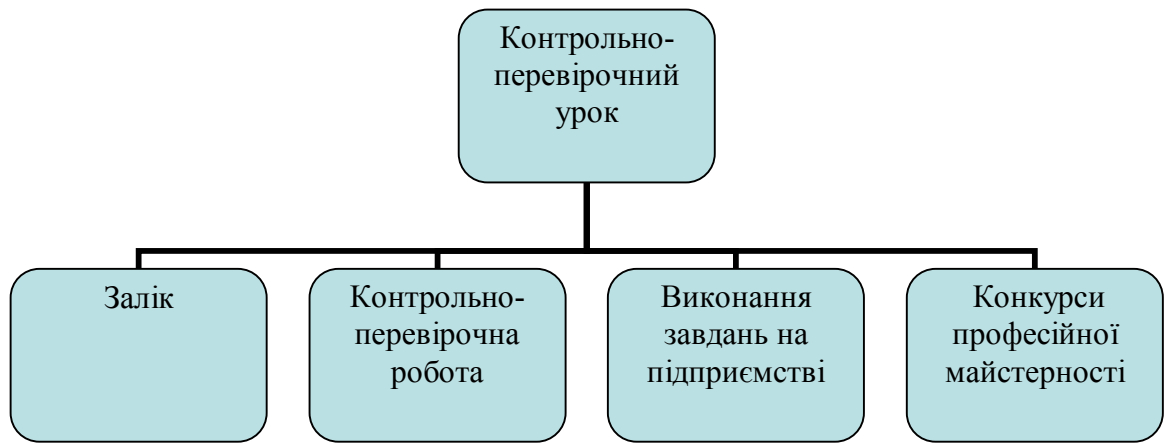 Контрольно-
перевірочний
урок
Залік
Контрольно-
перевірочна
робота
Виконання
завдань на
підприємстві
Конкурси
професійної
майстерності